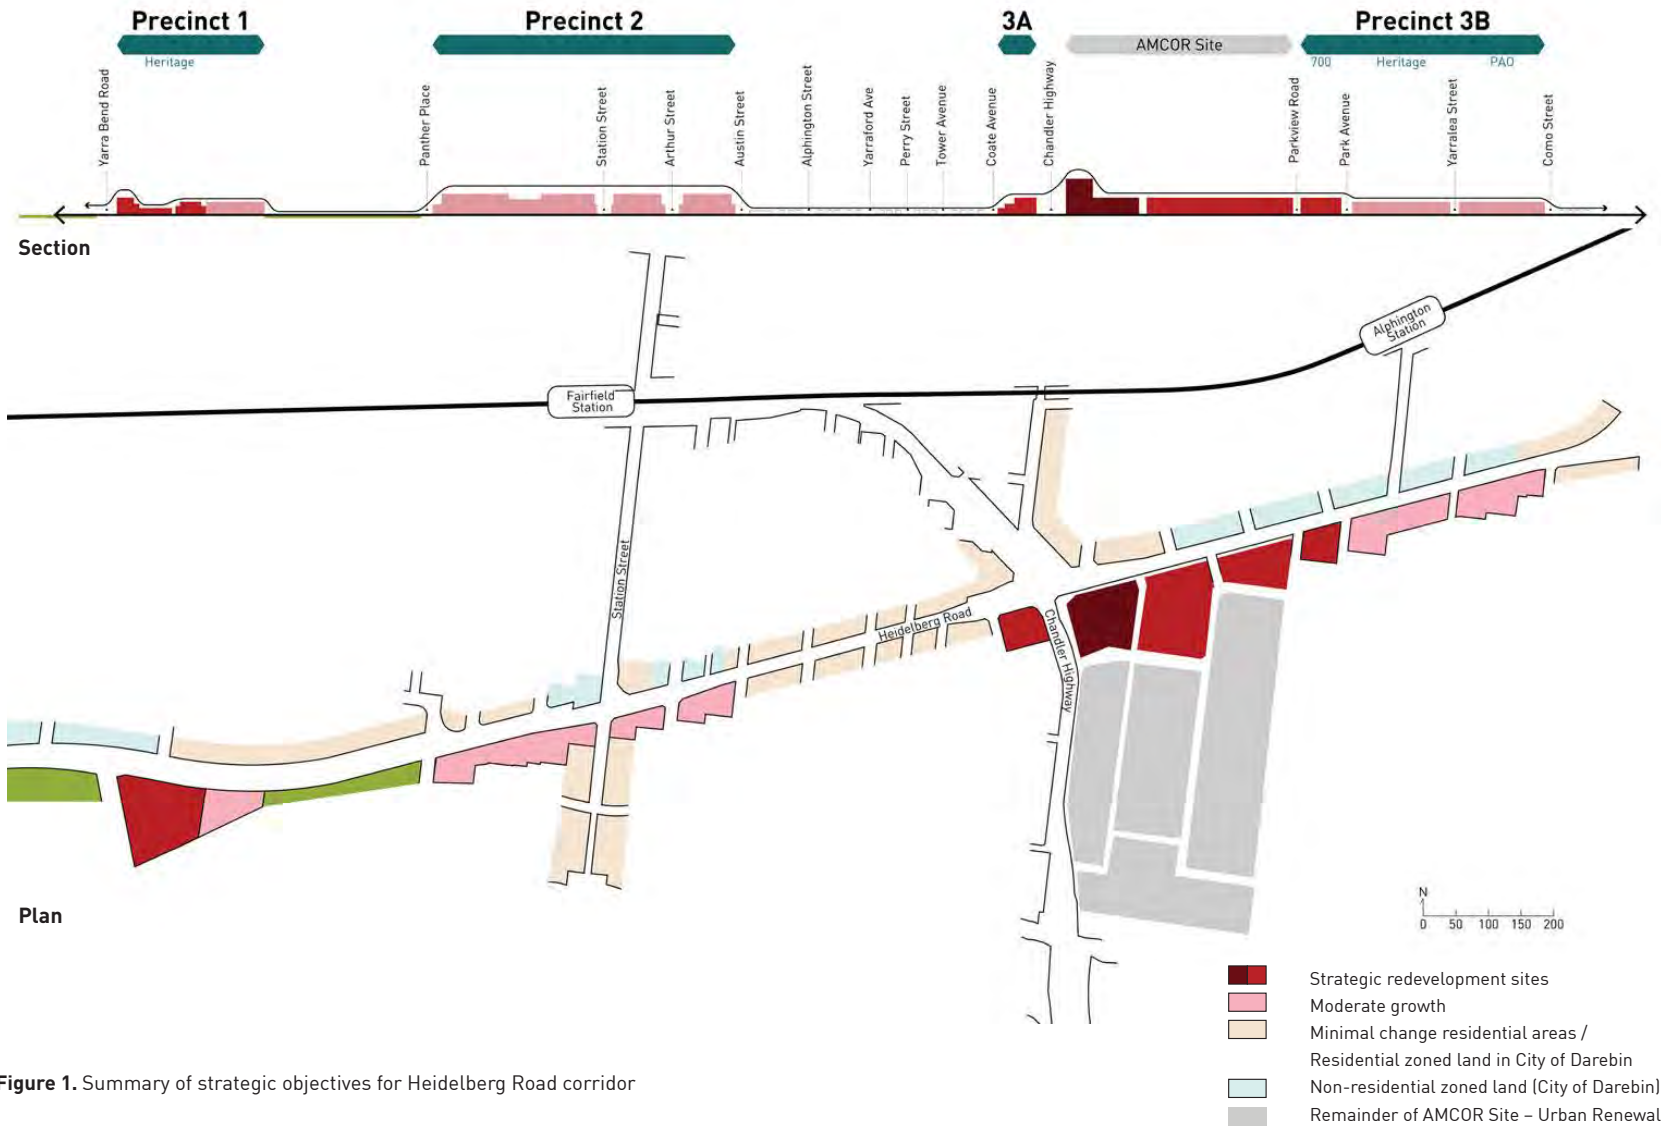 Precinct 1
Precinct 2
3A
Precinct 3B
AMCOR Site
Heritage
700
Heritage
PAO
Yarra Bend Road
Panther Place
Station Street
Arthur Street
Austin Street
Alphington Street
Yarraford Ave
Perry Street
Tower Avenue
Coate Avenue
Chandler Highway
Parkview Road
Park Avenue
Yarralea Street
Como Street
Section
Alphington
Station
Fairfield
Station
Station Street
Heidelberg Road
Chandler Highway
Plan
N
0 50 100 150 200
Strategic redevelopment sites
Moderate growth
Minimal change residential areas /
Residential zoned land in City of Darebin
Non-residential zoned land (City of Darebin)
Remainder of AMCOR Site – Urban Renewal
Figure 1. Summary of strategic objectives for Heidelberg Road corridor